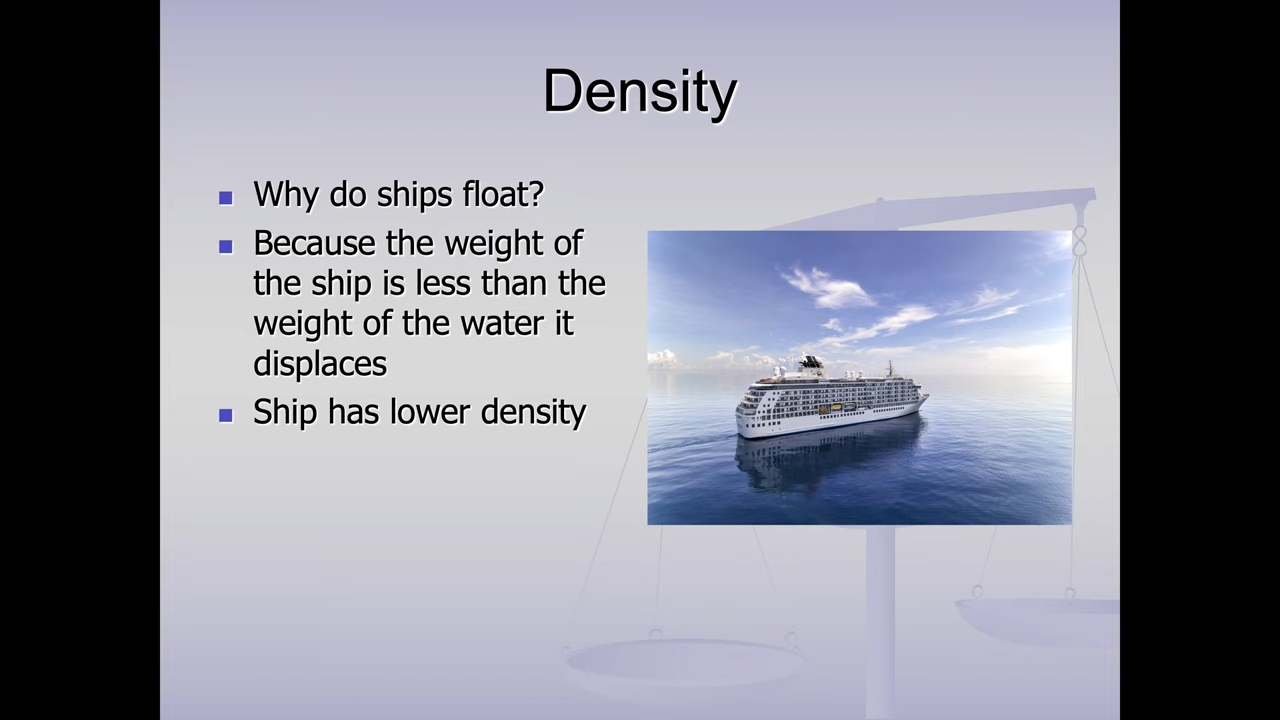 Density
Why do ships float?
Because the weight of
the ship is less than the
weight of the water it
displaces
Ship has lower density